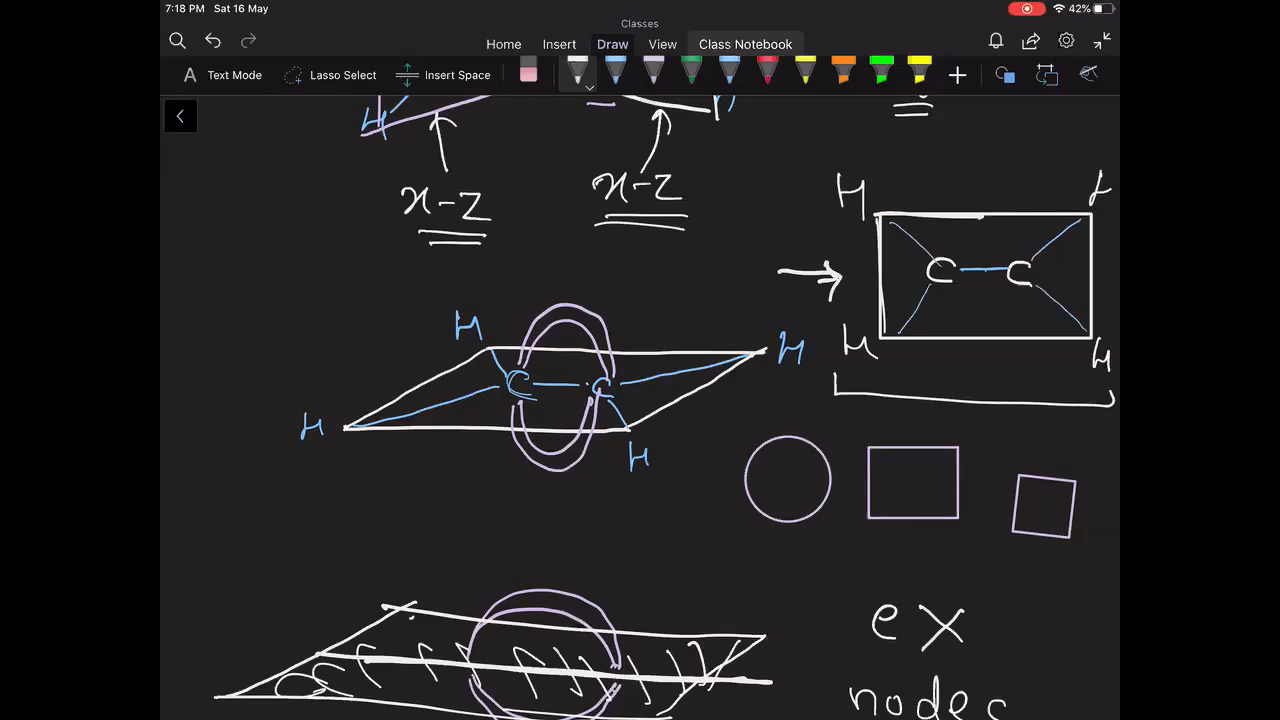 7:18 PM Sat 16 May
42%
Classes
Home Insert Draw View Class Notebook
Text Mode Lasso Select Insert Space
H
x-z
x-z
H
H
C — C
H
H
H
H
C — C
H
H
ex
nodes